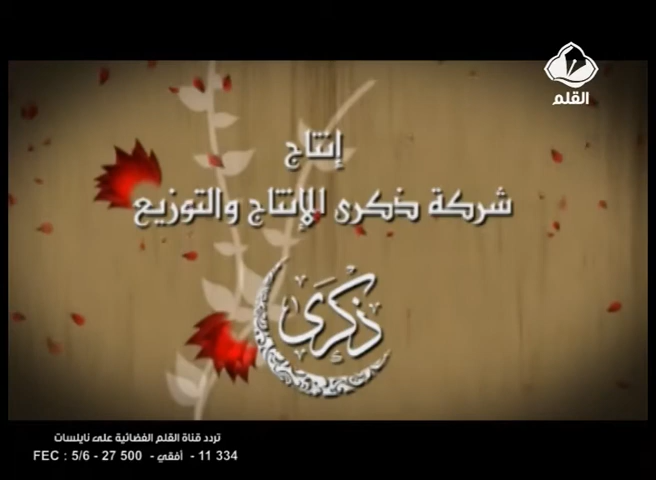 القلم
إنتاج
شركة ذكرى للإنتاج والتوزيع
ذكرى
تردد قناة القلم الفضائية على نايلسات
11 334 - أفقي - 27 500 - FEC : 5/6